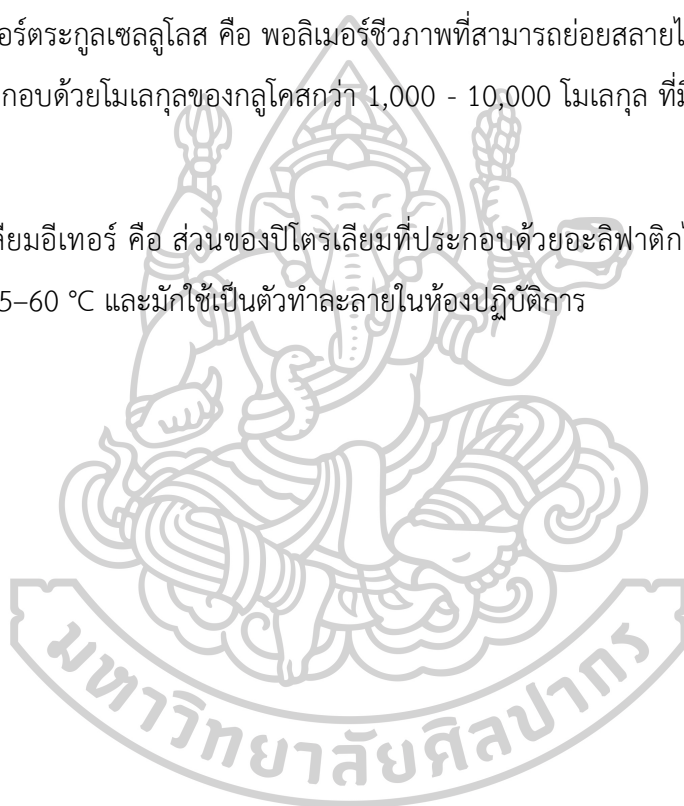 อร์ตระกูลเซลลูโลส คือ พอลิเมอร์ชีวภาพที่สามารถย่อยสลายไ
กอบด้วยโมเลกุลของกลูโคสกว่า 1,000 - 10,000 โมเลกุล ที่มี
ลียมอีเทอร์ คือ ส่วนของปิโตรเลียมที่ประกอบด้วยอะลิฟาติกไ
5–60 °C และมักใช้เป็นตัวทำละลายในห้องปฏิบัติการ
มหาวิทยาลัยศิลปากร